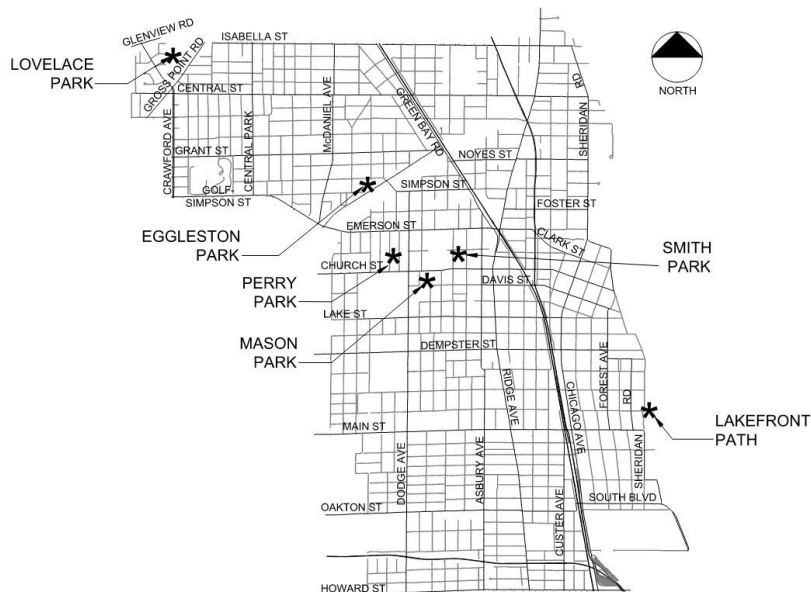 GLENVIEW RD
ISABELLA ST
LOVELACE
PARK
GROSS POINT RD
CENTRAL ST
McDANIEL AVE
GREEN BAY RD
RD
SHERIDAN
NORTH
CRAWFORD AVE
CENTRAL PARK
GRANT ST
NOYES ST
GOLF
SIMPSON ST
SIMPSON ST
FOSTER ST
EGGLESTON
PARK
EMERSON ST
CLARK ST
SMITH
PARK
CHURCH ST
DAVIS ST
PERRY
PARK
LAKE ST
MASON
PARK
DEMPSTER ST
RIDGE AVE
CHICAGO AVE
FOREST AVE
RD
SHERIDAN
LAKEFRONT
PATH
MAIN ST
DODGE AVE
ASBURY AVE
SOUTH BLVD
OAKTON ST
CUSTER AVE
HOWARD ST